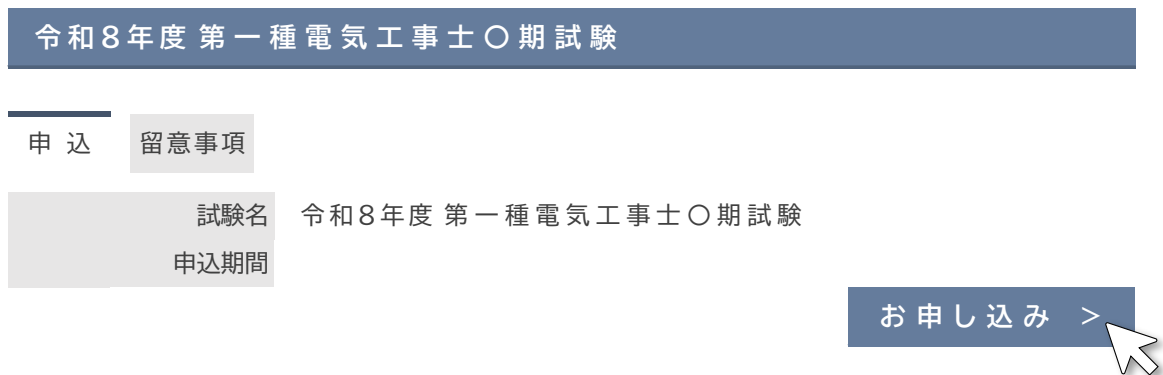 令和8年度 第一種電気工事士〇期試験
申込
留意事項
試験名 令和8年度 第一種電気工事士〇期試験
申込期間
お申し込み >